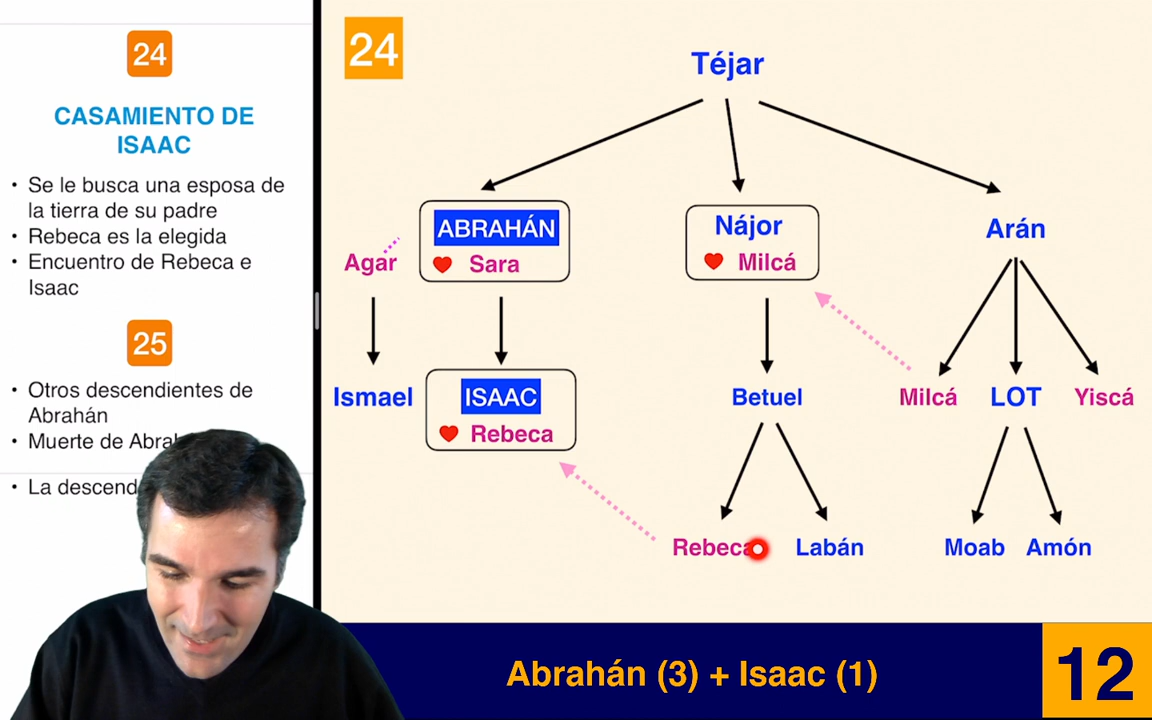 24
CASAMIENTO DE
ISAAC
• Se le busca una esposa de
la tierra de su padre
• Rebeca es la elegida
• Encuentro de Rebeca e
Isaac
25
• Otros descendientes de
Abrahán
• Muerte de
• La
24
Téjar
ABRAHÁN
Sara
Agar
Nájor
Milcá
Arán
Ismael
ISAAC
Rebeca
Betuel
Milcá
LOT
Yiscá
Rebeca
Labán
Moab
Amón
Abrahán (3) + Isaac (1)
12